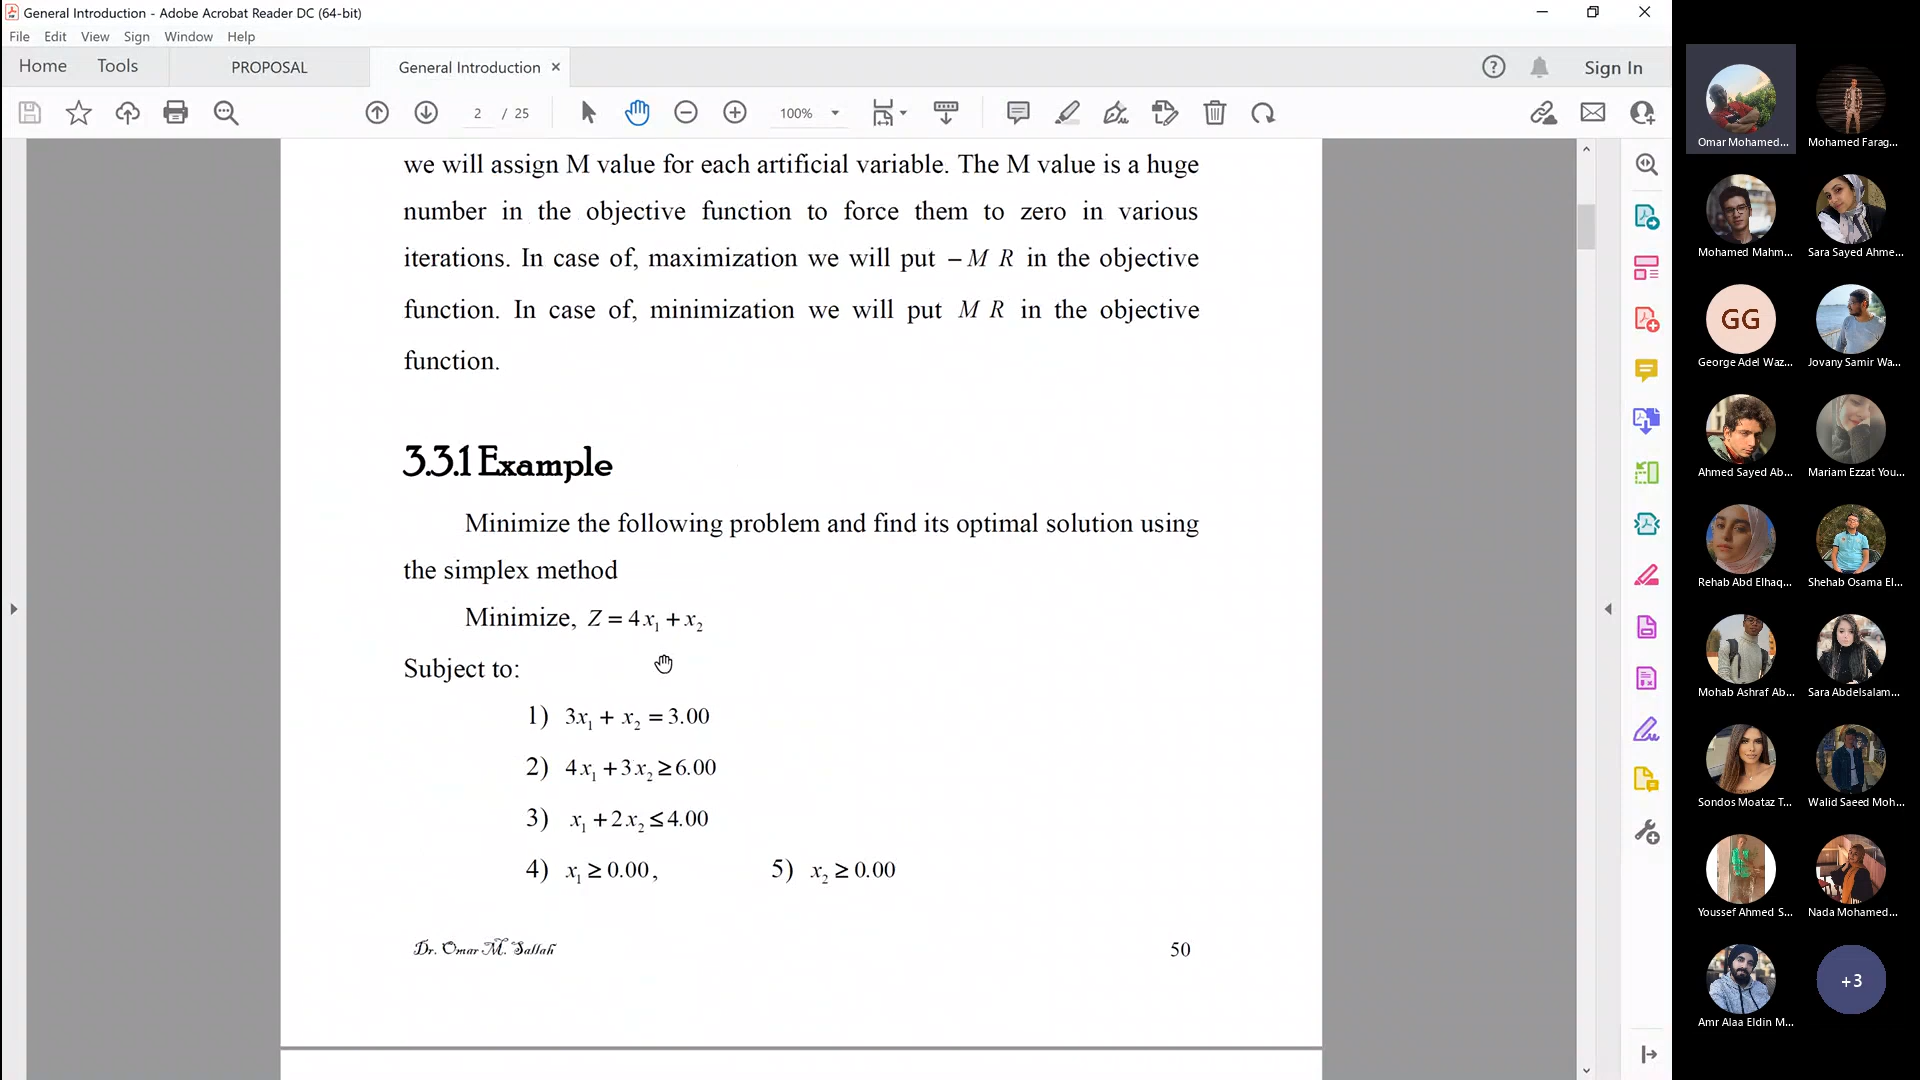 General Introduction - Adobe Acrobat Reader DC (64-bit)
File Edit View Sign Window Help
Home Tools PROPOSAL General Introduction × Sign In
2 / 25 100%
we will assign M value for each artificial variable. The M value is a huge
number in the objective function to force them to zero in various
iterations. In case of, maximization we will put − M R in the objective
function. In case of, minimization we will put M R in the objective
function.
3.3.1 Example
Minimize the following problem and find its optimal solution using
the simplex method
Minimize, Z = 4x₁ + x₂
Subject to:
1) 3x₁ + x₂ = 3.00
2) 4x₁ + 3x₂ ≥ 6.00
3) x₁ + 2x₂ ≤ 4.00
4) x₁ ≥ 0.00, 5) x₂ ≥ 0.00
Dr. Omar M. Sallah 50
Omar Mohamed... Mohamed Farag...
Mohamed Mahm... Sara Sayed Ahme...
GG
George Adel Waz... Jovany Samir Wa...
Ahmed Sayed Ab... Mariam Ezzat You...
Rehab Abd Elhaq... Shehab Osama El...
Mohab Ashraf Ab... Sara Abdelsalam...
Sondos Moataz T... Walid Saeed Moh...
Youssef Ahmed S... Nada Mohamed...
+3
Amr Alaa Eldin M...